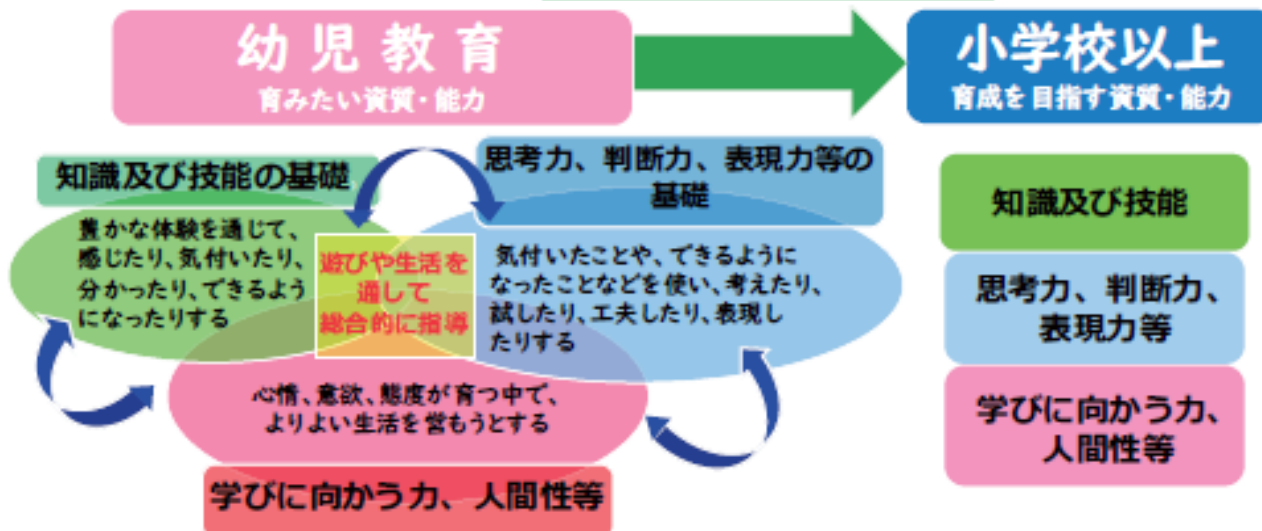 幼児教育
育みたい資質・能力
小学校以上
育成を目指す資質・能力
知識及び技能の基礎
豊かな体験を通じて、
感じたり、気付いたり、
分かったり、できるよう
になったりする
思考力、判断力、表現力等の
基礎
気付いたことや、できるように
なったことなどを使い、考えたり、
試したり、工夫したり、表現し
たりする
遊びや生活を
通して
総合的に指導
心情、意欲、態度が育つ中で、
よりよい生活を営もうとする
学びに向かう力、人間性等
知識及び技能
思考力、判断力、
表現力等
学びに向かう力、
人間性等